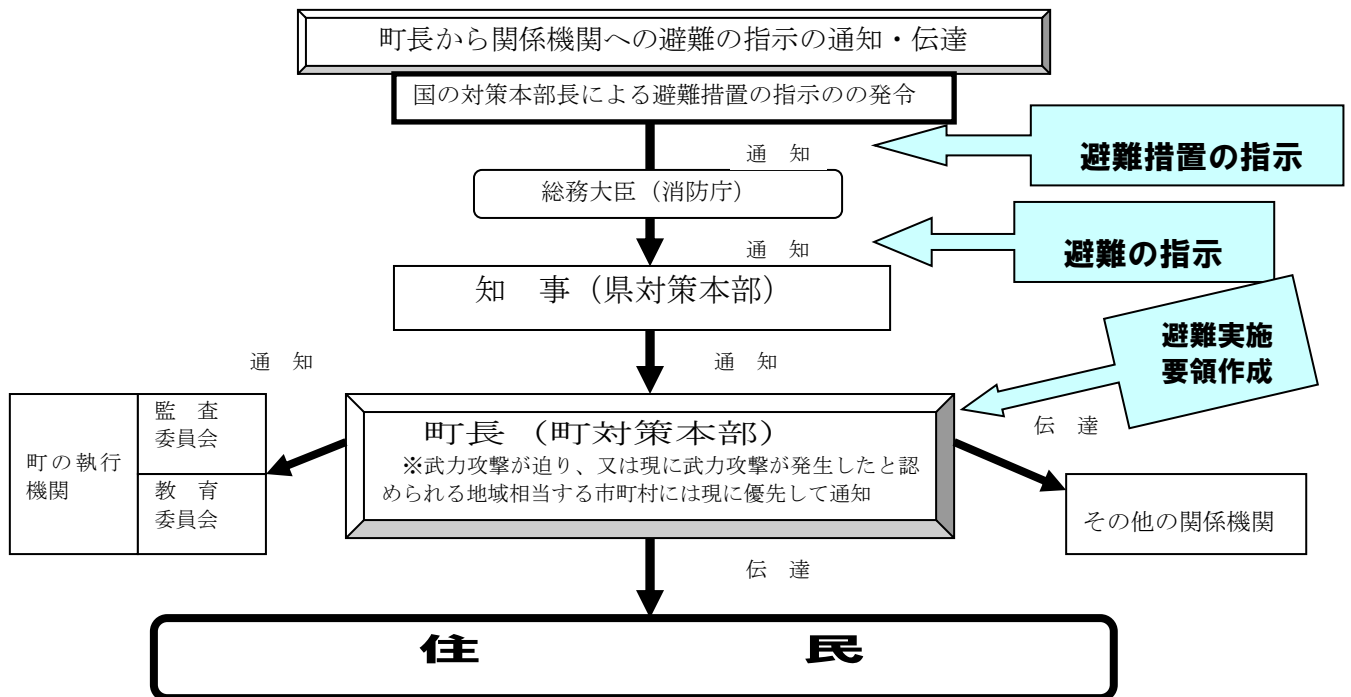 町長から関係機関への避難の指示の通知・伝達
国の対策本部長による避難措置の指示のの発令
通 知
避難措置の指示
総務大臣（消防庁）
通 知
避難の指示
知 事（県対策本部）
避難実施
要領作成
通 知
通 知
町の執行
機関
監 査
委員会
教 育
委員会
町長（町対策本部）
※武力攻撃が迫り、又は現に武力攻撃が発生したと認
められる地域相当する市町村には現に優先して通知
伝 達
その他の関係機関
伝 達
住 民